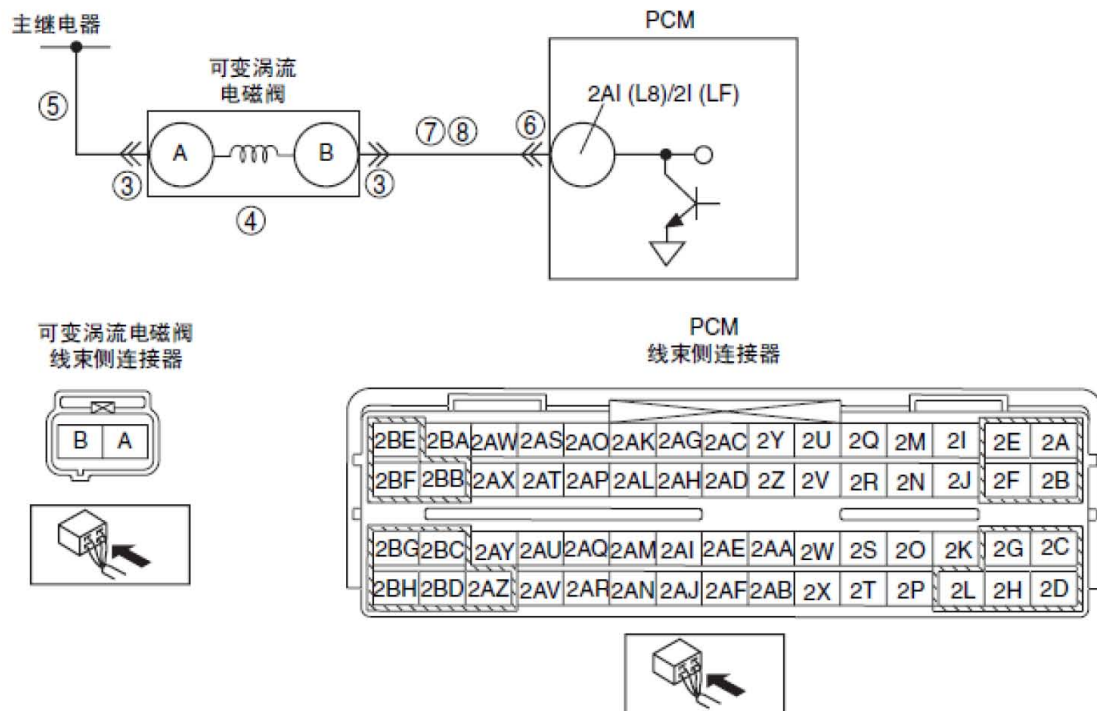 主继电器
PCM
可变涡流
电磁阀
2AI (L8)/2I (LF)
⑤
⑦⑧
⑥
A
B
③
③
④
可变涡流电磁阀
线束侧连接器
PCM
线束侧连接器
B A
2BE 2BA 2AW 2AS 2AO 2AK 2AG 2AC 2Y 2U 2Q 2M 2I 2E 2A
2BF 2BB 2AX 2AT 2AP 2AL 2AH 2AD 2Z 2V 2R 2N 2J 2F 2B
2BG 2BC 2AY 2AU 2AQ 2AM 2AI 2AE 2AA 2W 2S 2O 2K 2G 2C
2BH 2BD 2AZ 2AV 2AR 2AN 2AJ 2AF 2AB 2X 2T 2P 2L 2H 2D